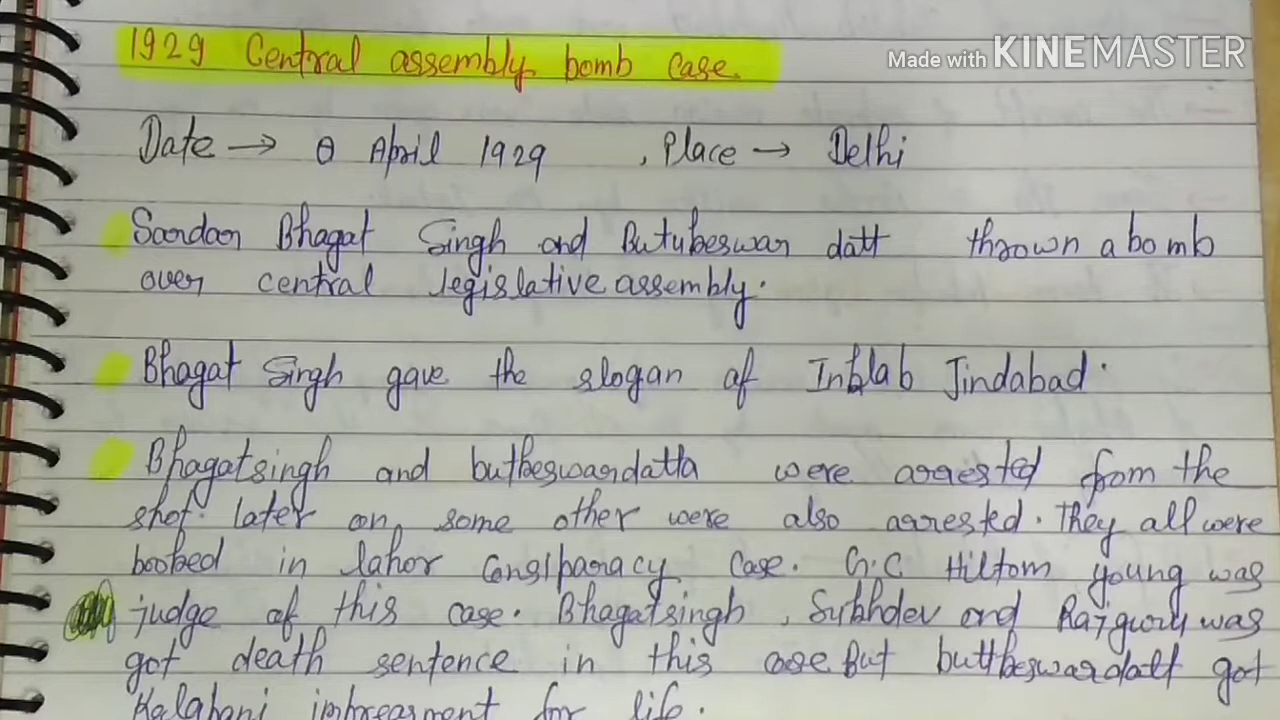 1929 Central assembly bomb case.
Made with KINEMASTER
Date → 8 April 1929 , Place → Delhi
Sardar Bhagat Singh and Butukeswar datt thrown a bomb
over central legislative assembly.
Bhagat Singh gave the slogan of Inklab Jindabad.
Bhagatsingh and butkeswardatta were arrested from the
shot. later on, some other were also arrested. They all were
booked in lahor Consiparacy case. G.C Hiltom young was
judge of this case. Bhagatsingh, Sukhdev and Rajguru was
got death sentence in this case But buttkeswardatt got
Kalapani imprearment for life.